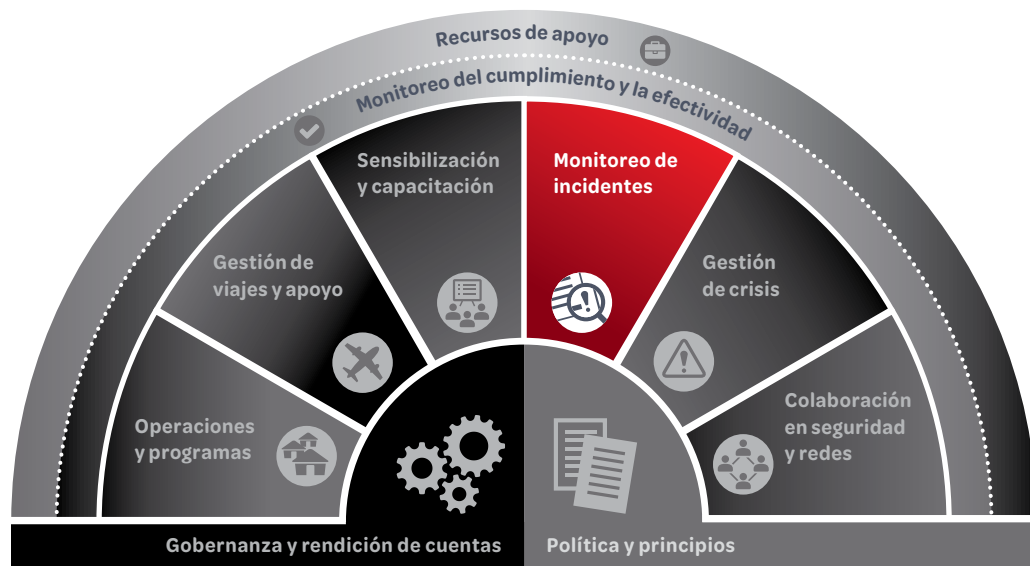 Recursos de apoyo
Monitoreo del cumplimiento y la efectividad
Sensibilización
y capacitación
Monitoreo de
incidentes
Gestión de
viajes y apoyo
Gestión
de crisis
Operaciones
y programas
Colaboración
en seguridad
y redes
Gobernanza y rendición de cuentas
Política y principios